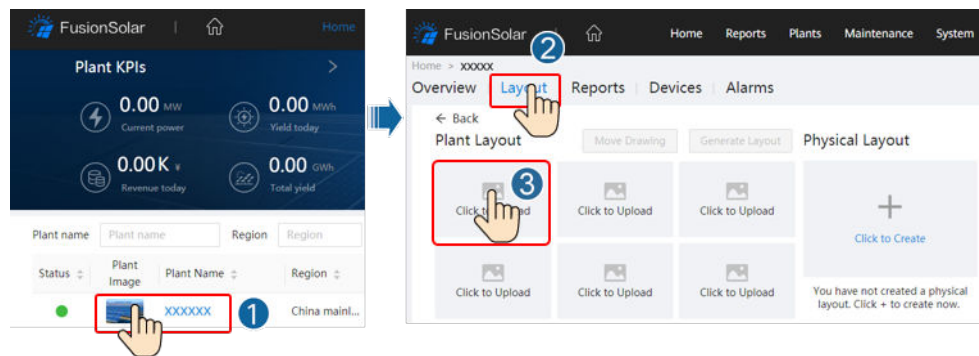 FusionSolar
Home
Plant KPIs
0.00 MW
Current power
0.00 MWh
Yield today
0.00K ¥
Revenue today
0.00 GWh
Total yield
Plant name
Plant name
Region
Region
Status
Plant Image
Plant Name
Region
XXXXXX
1
China mainl...
FusionSolar
Home Reports Plants Maintenance System
2
Home > XXXXX
Overview Layout Reports Devices Alarms
← Back
Plant Layout
Move Drawing
Generate Layout
Physical Layout
3
Click to Upload
Click to Upload
Click to Upload
Click to Create
Click to Upload
Click to Upload
Click to Upload
You have not created a physical
layout. Click + to create now.